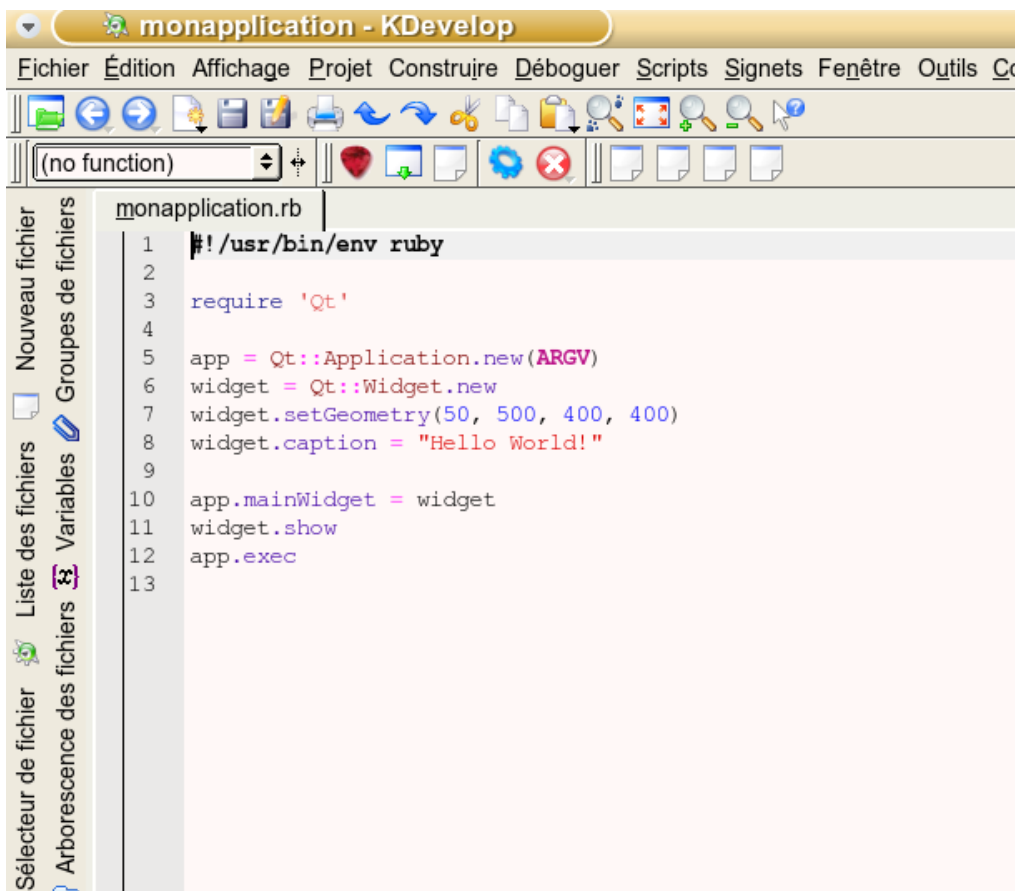 monapplication - KDevelop
Fichier Édition Affichage Projet Construire Déboguer Scripts Signets Fenêtre Outils Co
(no function)
monapplication.rb
1 #!/usr/bin/env ruby
2
3 require 'Qt'
4
5 app = Qt::Application.new(ARGV)
6 widget = Qt::Widget.new
7 widget.setGeometry(50, 500, 400, 400)
8 widget.caption = "Hello World!"
9
10 app.mainWidget = widget
11 widget.show
12 app.exec
13
Sélecteur de fichier Liste des fichiers Nouveau fichier
Arborescence des fichiers Variables Groupes de fichiers